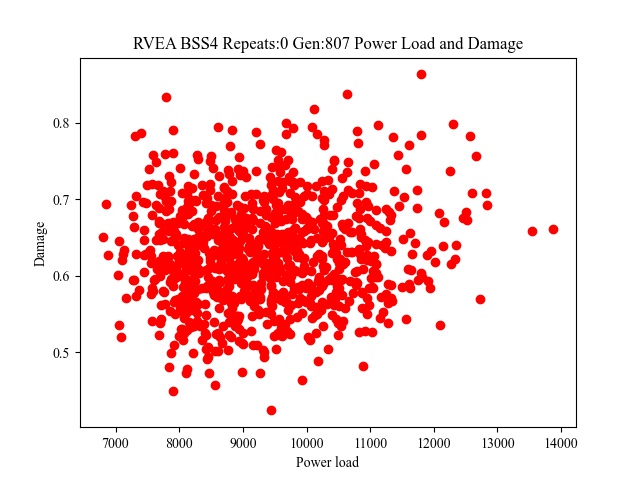 RVEA BSS4 Repeats:0 Gen:807 Power Load and Damage
0.8
0.7
0.6
0.5
Damage
7000 8000 9000 10000 11000 12000 13000 14000
Power load